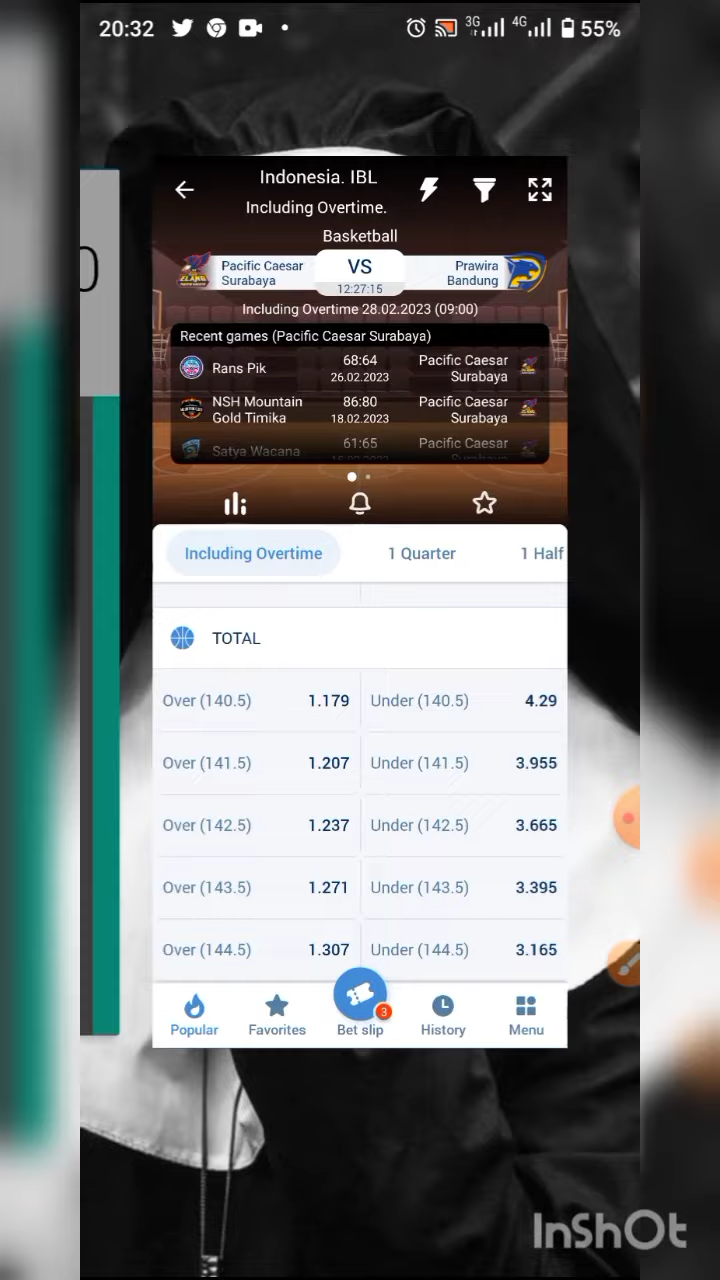 20:32
3G
4G
55%
Indonesia. IBL
Including Overtime.
Basketball
Pacific Caesar Surabaya
VS
Prawira Bandung
12:27:15
Including Overtime 28.02.2023 (09:00)
Recent games (Pacific Caesar Surabaya)
Rans Pik 68:64 Pacific Caesar
26.02.2023 Surabaya
NSH Mountain 86:80 Pacific Caesar
Gold Timika 18.02.2023 Surabaya
Satya Wacana 61:65 Pacific Caesar
Surabaya
Including Overtime 1 Quarter 1 Half
TOTAL
Over (140.5) 1.179 Under (140.5) 4.29
Over (141.5) 1.207 Under (141.5) 3.955
Over (142.5) 1.237 Under (142.5) 3.665
Over (143.5) 1.271 Under (143.5) 3.395
Over (144.5) 1.307 Under (144.5) 3.165
3
Popular Favorites Bet slip History Menu
InShOt